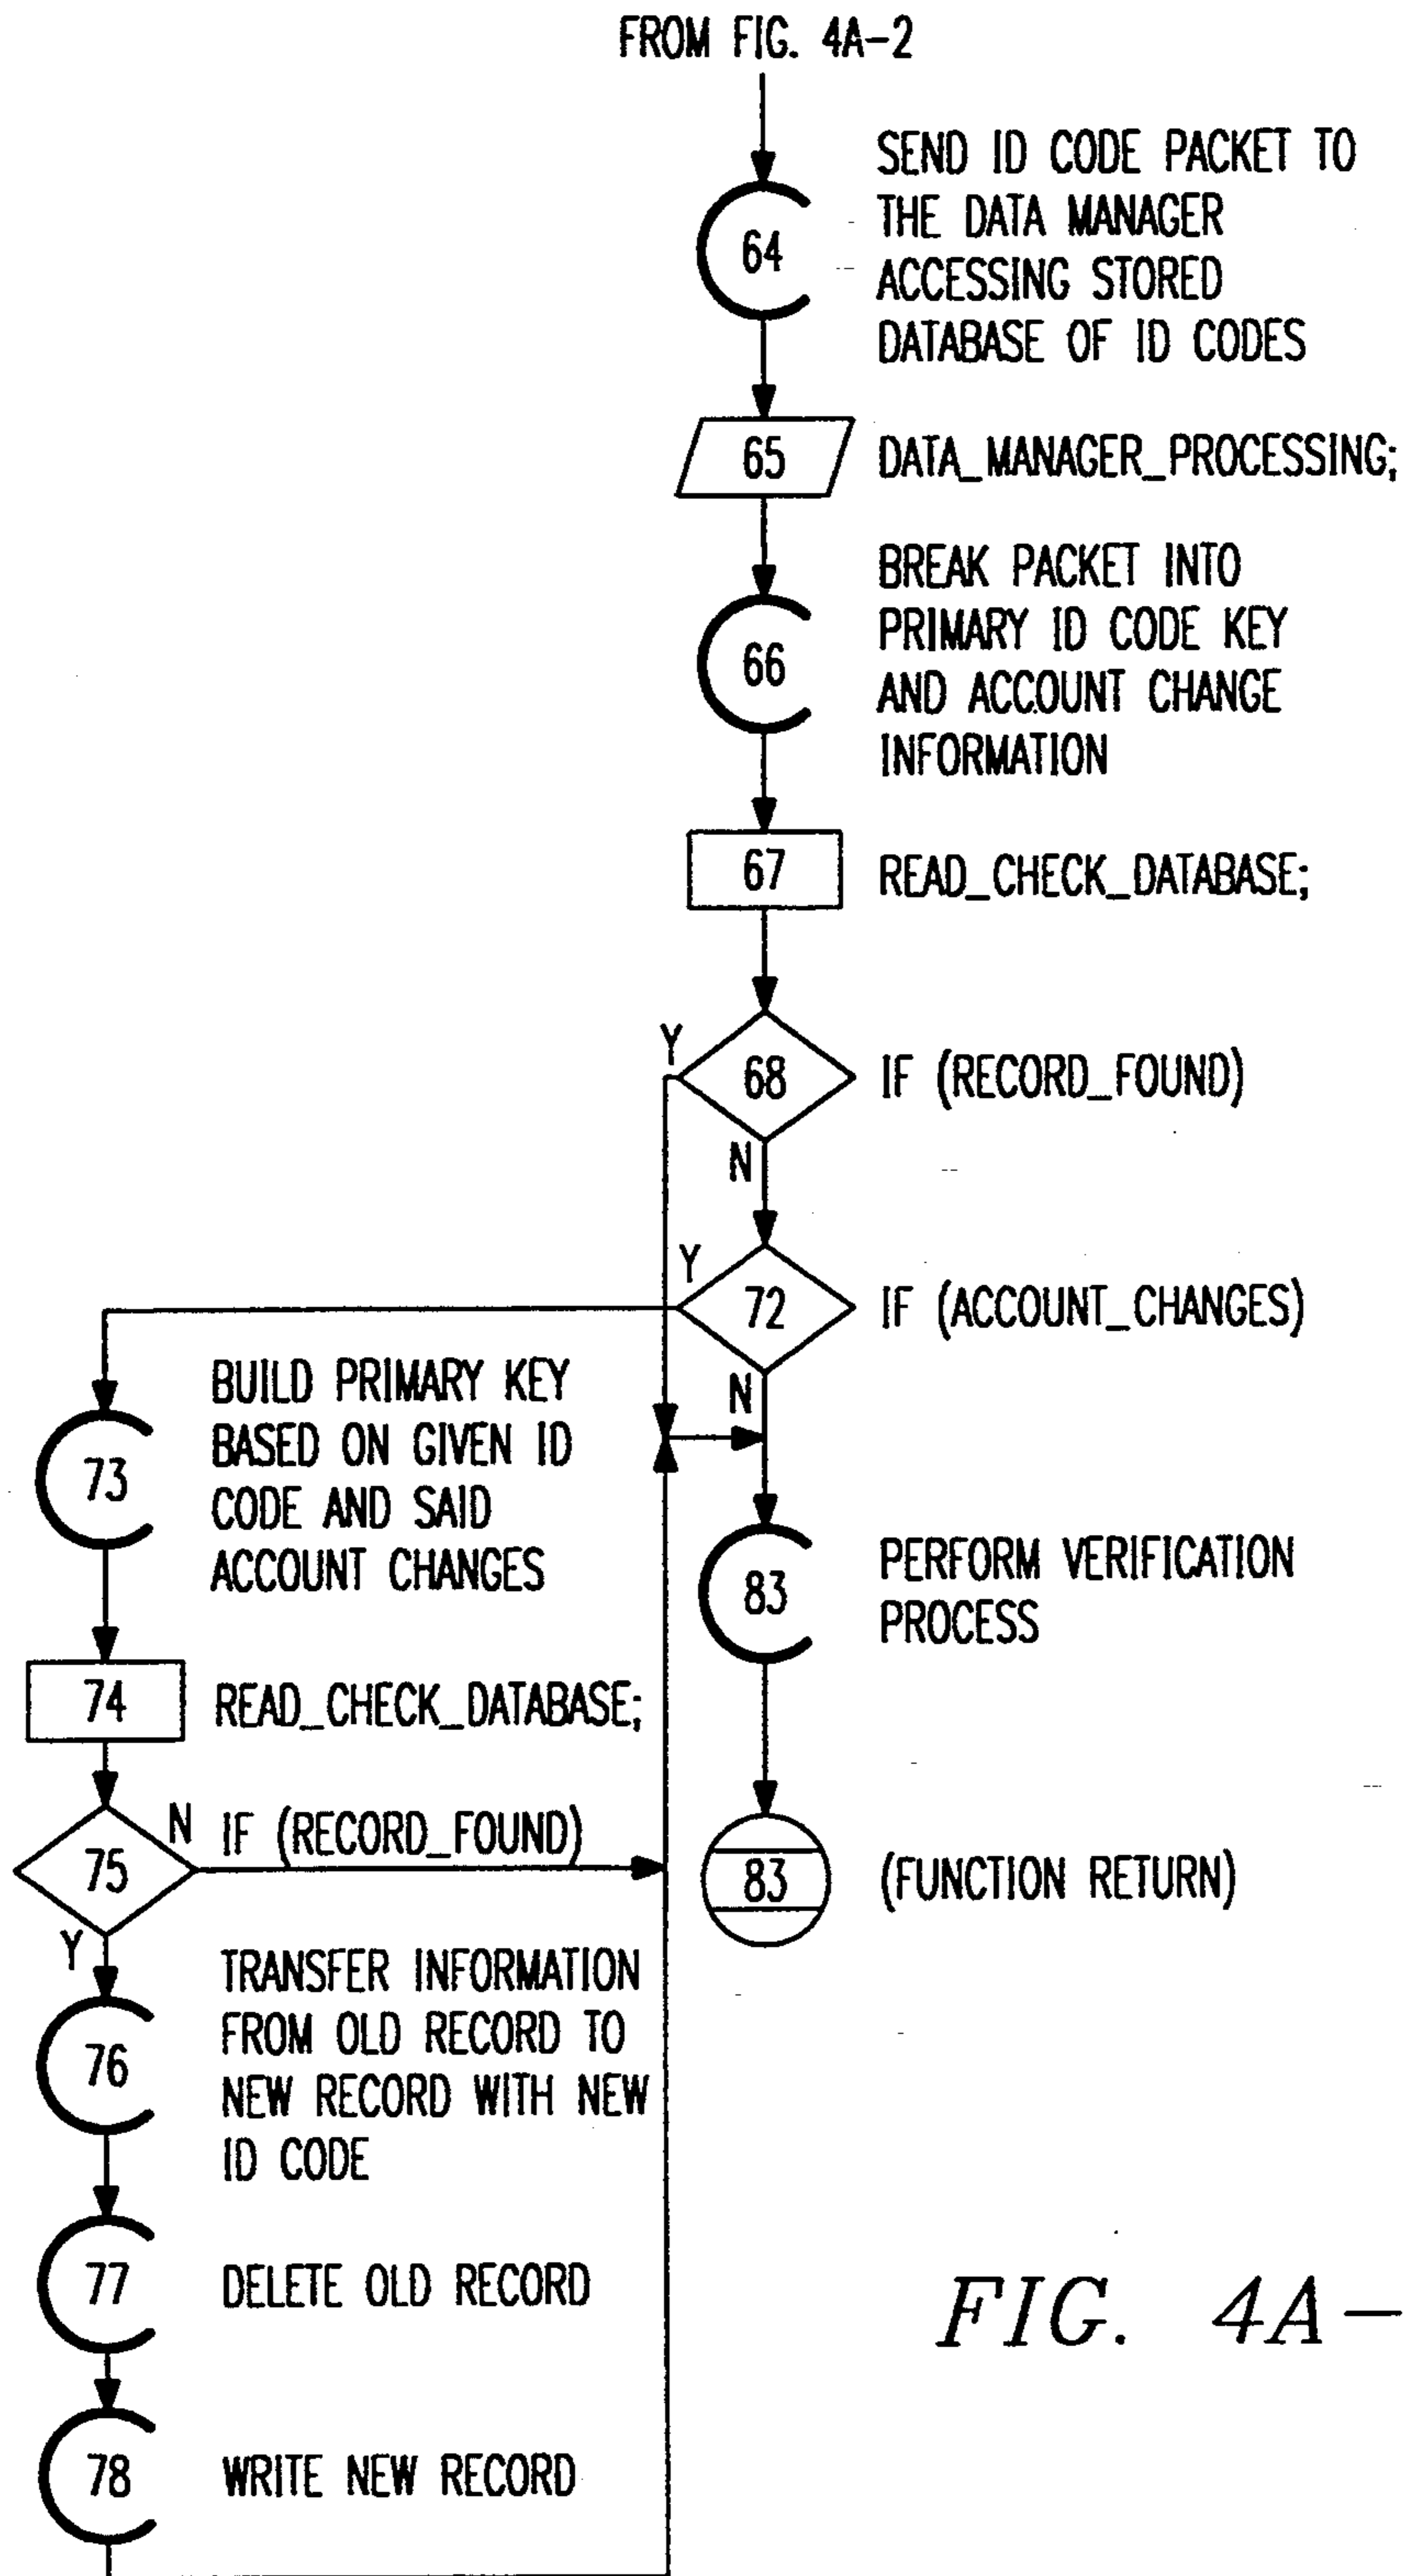 FROM FIG. 4A-2
64
SEND ID CODE PACKET TO
THE DATA MANAGER
ACCESSING STORED
DATABASE OF ID CODES
65
DATA_MANAGER_PROCESSING;
66
BREAK PACKET INTO
PRIMARY ID CODE KEY
AND ACCOUNT CHANGE
INFORMATION
67
READ_CHECK_DATABASE;
Y
68
IF (RECORD_FOUND)
N
Y
72
IF (ACCOUNT_CHANGES)
N
73
BUILD PRIMARY KEY
BASED ON GIVEN ID
CODE AND SAID
ACCOUNT CHANGES
83
PERFORM VERIFICATION
PROCESS
74
READ_CHECK_DATABASE;
75
N
IF (RECORD_FOUND)
Y
83
(FUNCTION RETURN)
76
TRANSFER INFORMATION
FROM OLD RECORD TO
NEW RECORD WITH NEW
ID CODE
77
DELETE OLD RECORD
78
WRITE NEW RECORD
FIG. 4A-